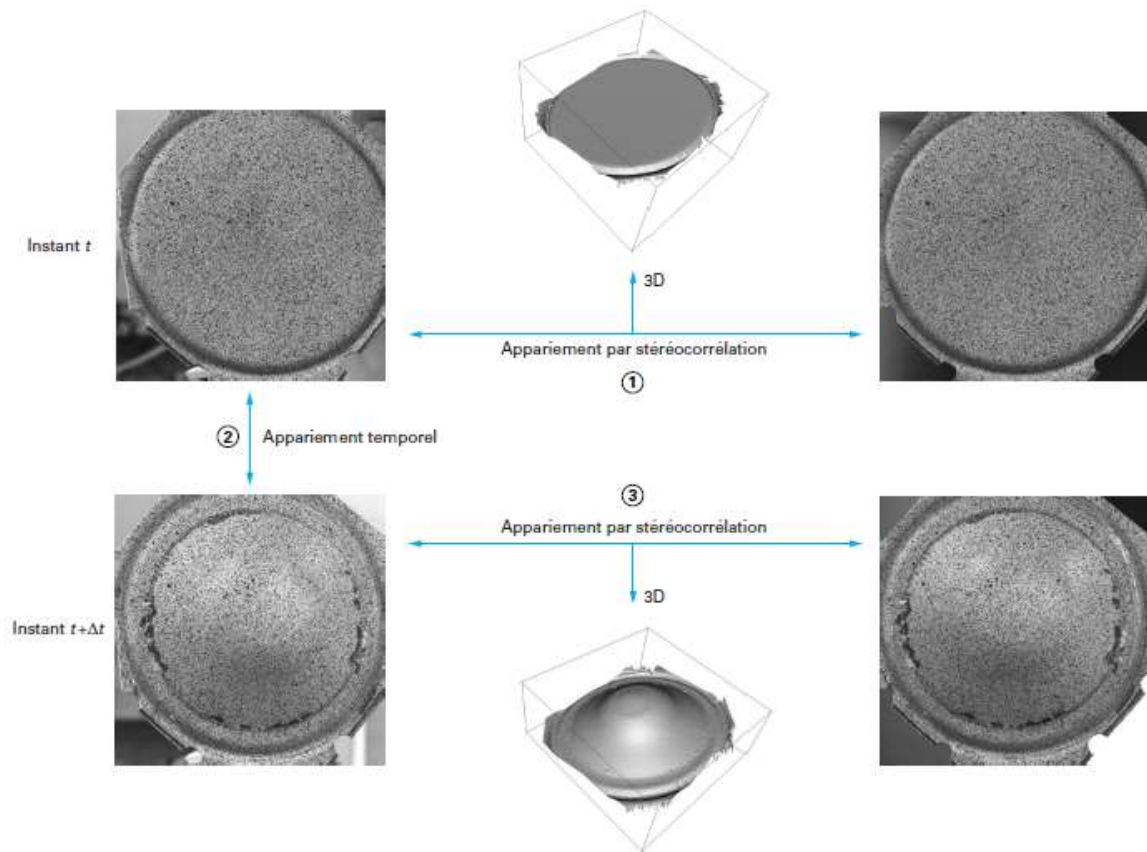 Instant t
3D
Appariement par stéréocorrélation
1
2
Appariement temporel
3
Appariement par stéréocorrélation
3D
Instant t+Δt